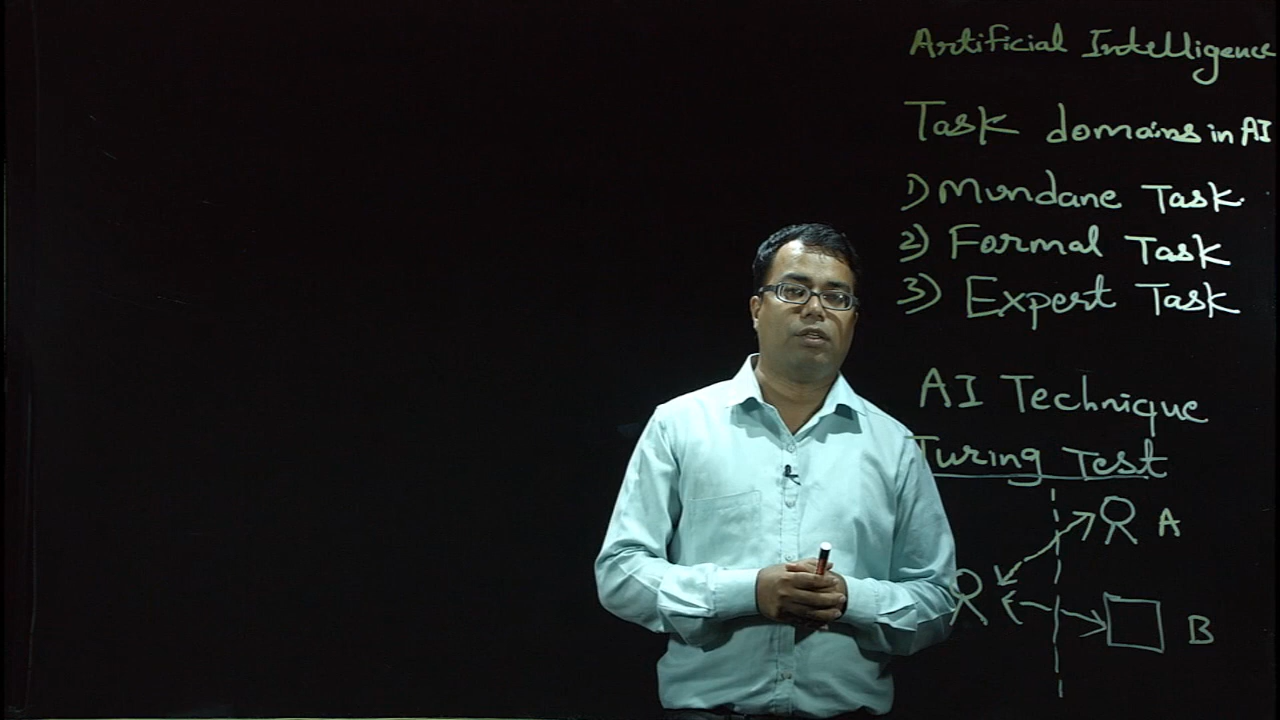 Artificial Intelligence
Task domains in AI
1) Mundane Task
2) Formal Task
3) Expert Task
AI Technique
Turing Test
A
B